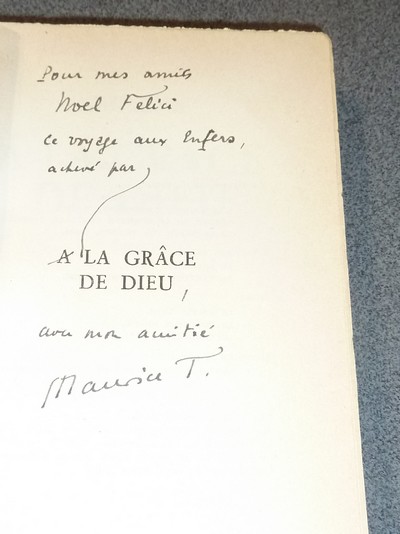 Pour mes amis
Noel Felici
ce voyage aux Enfers,
achevé par
A LA GRÂCE
DE DIEU,
avec mon amitié
Maurice T.